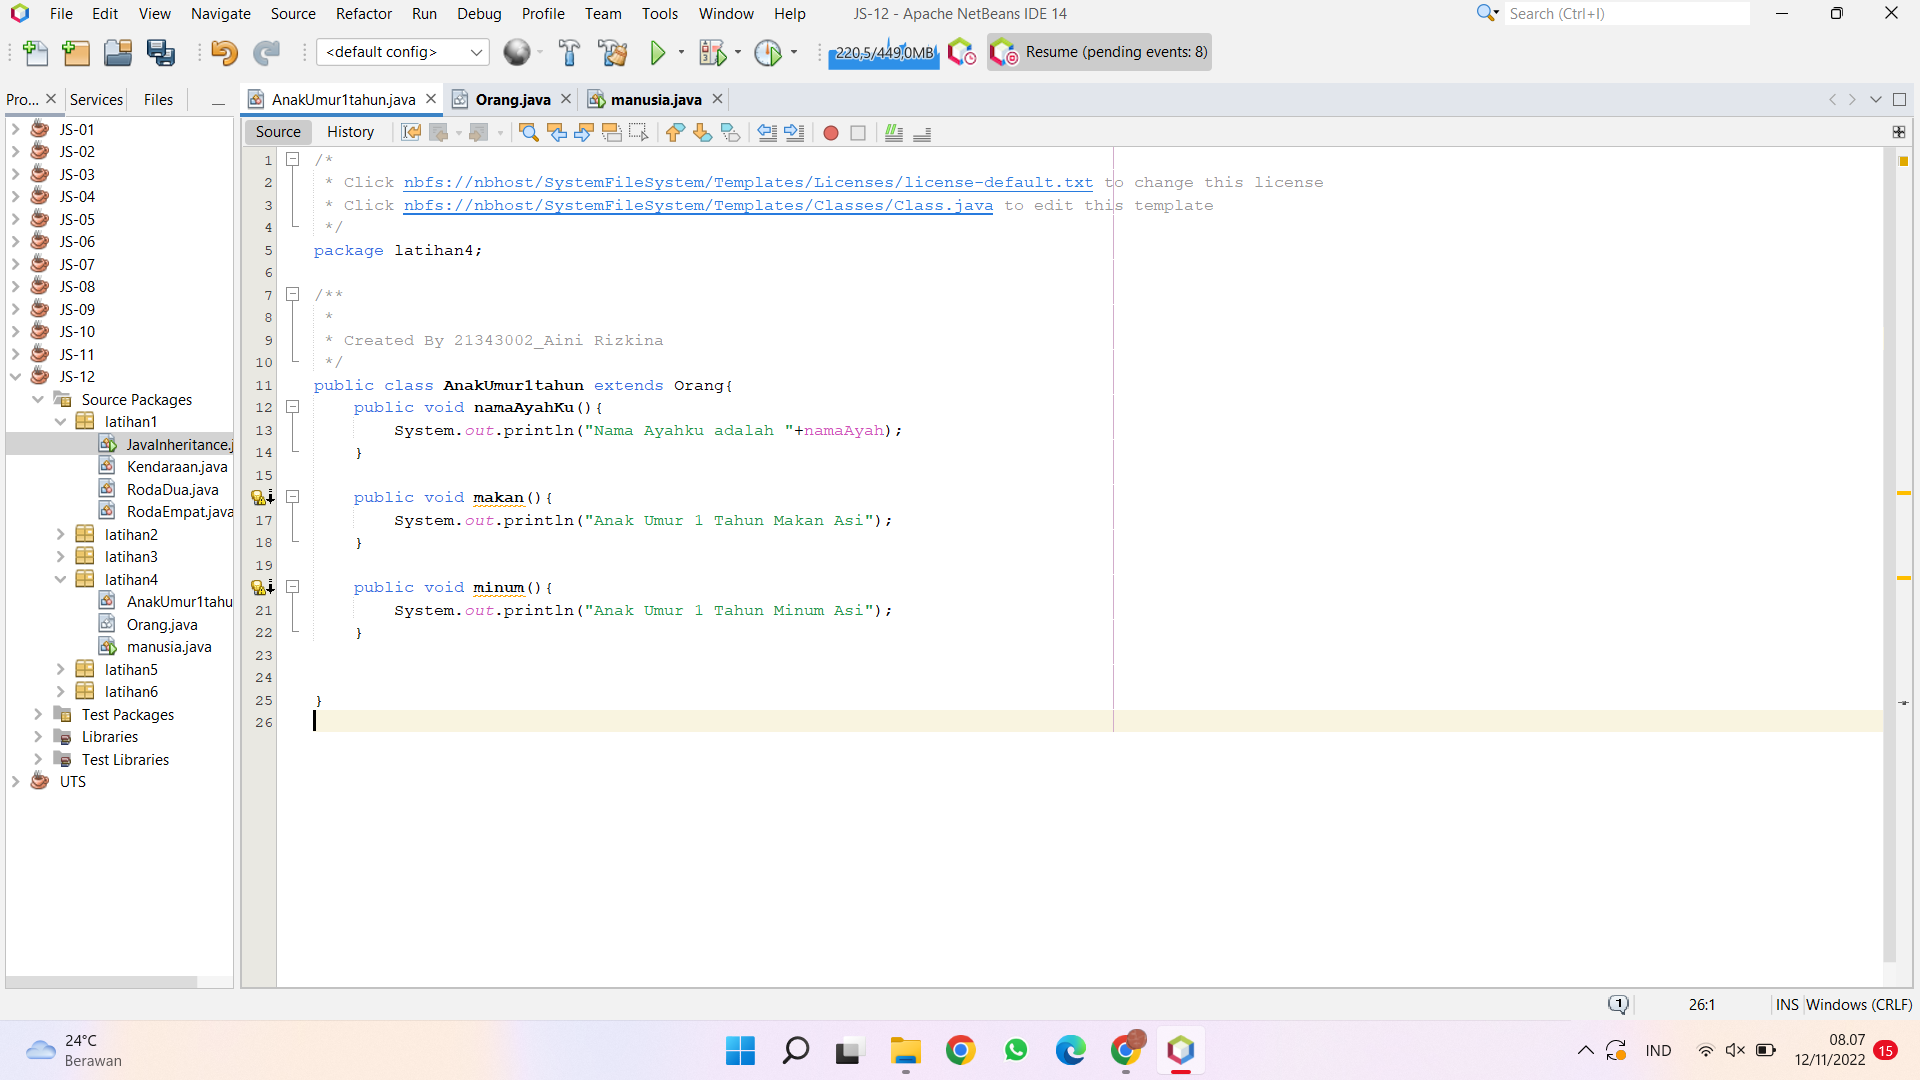 File Edit View Navigate Source Refactor Run Debug Profile Team Tools Window Help JS-12 - Apache NetBeans IDE 14 Search (Ctrl+I)
<default config> 220,5/449,0MB Resume (pending events: 8)
Pro... Services Files AnakUmur1tahun.java Orang.java manusia.java
Source History
JS-01
JS-02
JS-03
JS-04
JS-05
JS-06
JS-07
JS-08
JS-09
JS-10
JS-11
JS-12
Source Packages
latihan1
JavaInheritance.j
Kendaraan.java
RodaDua.java
RodaEmpat.java
latihan2
latihan3
latihan4
AnakUmur1tahu
Orang.java
manusia.java
latihan5
latihan6
Test Packages
Libraries
Test Libraries
UTS
1 /*
2 * Click nbfs://nbhost/SystemFileSystem/Templates/Licenses/license-default.txt to change this license
3 * Click nbfs://nbhost/SystemFileSystem/Templates/Classes/Class.java to edit this template
4 */
5 package latihan4;
6
7 /**
8 *
9 * Created By 21343002_Aini Rizkina
10 */
11 public class AnakUmur1tahun extends Orang{
12 public void namaAyahKu(){
13 System.out.println("Nama Ayahku adalah "+namaAyah);
14 }
15
public void makan(){
17 System.out.println("Anak Umur 1 Tahun Makan Asi");
18 }
19
public void minum(){
21 System.out.println("Anak Umur 1 Tahun Minum Asi");
22 }
23
24
25 }
26
1 26:1 INS Windows (CRLF)
24°C
Berawan
IND
08.07
12/11/2022
15